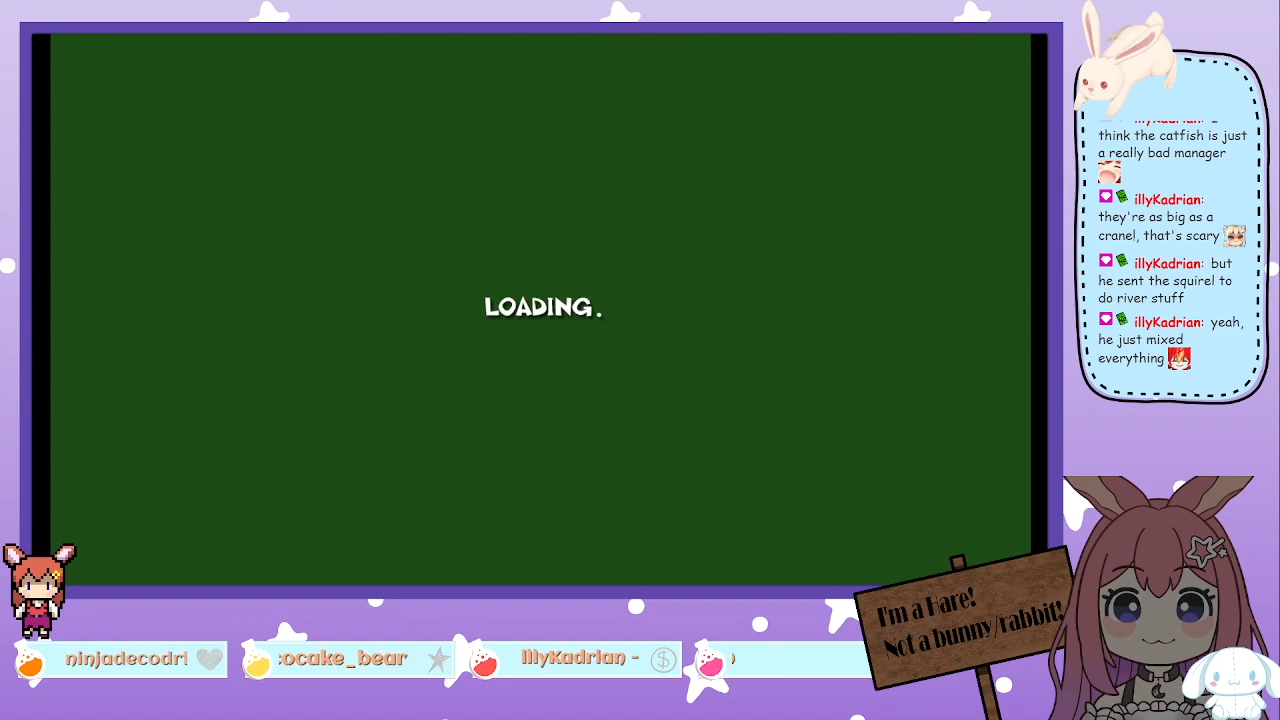 LOADING.
think the catfish is just
a really bad manager
illyKadrian:
they're as big as a
cranel, that's scary
illyKadrian: but
he sent the squirel to
do river stuff
illyKadrian: yeah,
he just mixed
everything
I'm a Hare!
Not a bunny/rabbit!
ninjadecodrl
ocake_bear
IllyKadrian -